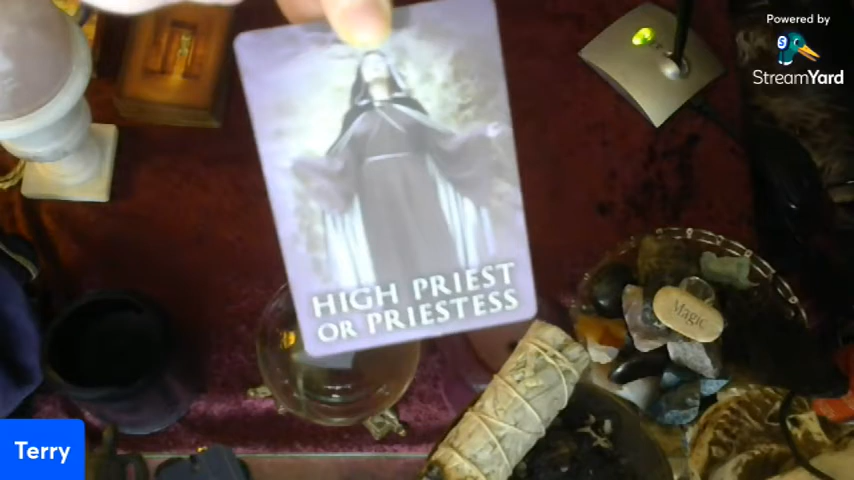 Powered by
StreamYard
HIGH PRIEST
OR PRIESTESS
Magic
Terry